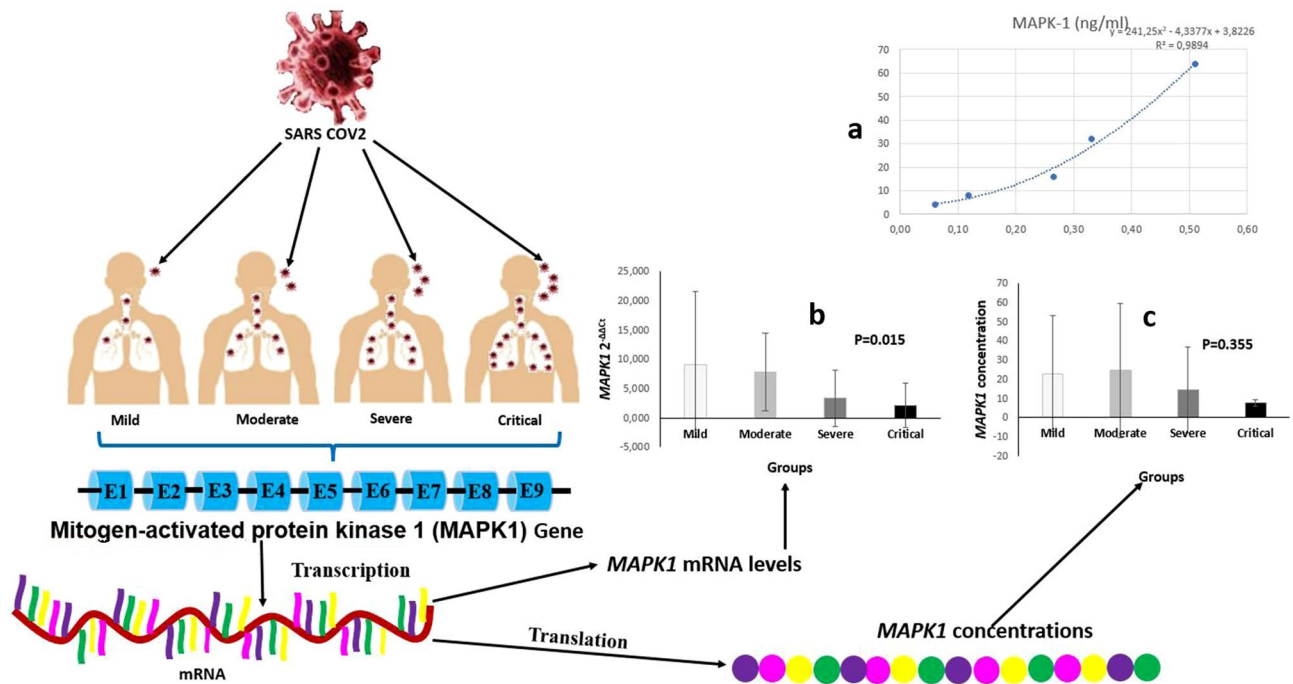 SARS COV2
Mild
Moderate
Severe
Critical
E1 E2 E3 E4 E5 E6 E7 E8 E9
Mitogen-activated protein kinase 1 (MAPK1) Gene
Transcription
mRNA
Translation
MAPK1 mRNA levels
MAPK1 concentrations
a
MAPK-1 (ng/ml)
y = 241,25x² - 4,3377x + 3,8226
R² = 0,9894
70
60
50
40
30
20
10
0
0,00 0,10 0,20 0,30 0,40 0,50 0,60
b
P=0.015
MAPK1 2-ΔΔCt
25,000
20,000
15,000
10,000
5,000
0,000
-5,000
Mild Moderate Severe Critical
Groups
c
P=0.355
MAPK1 concentration
70
60
50
40
30
20
10
0
-10
-20
Mild Moderate Severe Critical
Groups